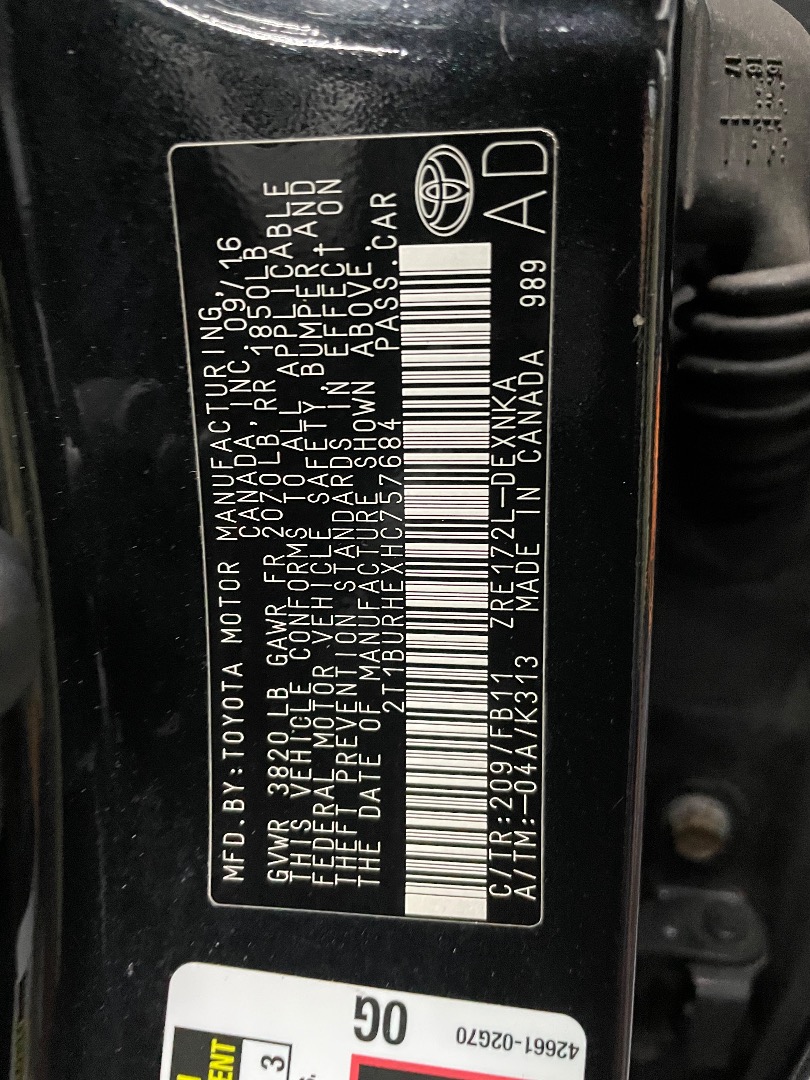 MFD.BY:TOYOTA MOTOR MANUFACTURING,
CANADA, INC. 09/16
GVWR 3820 LB GAWR FR 2070LB, RR 1850LB
THIS VEHICLE CONFORMS TO ALL APPLICABLE
FEDERAL MOTOR VEHICLE SAFETY,BUMPER,AND
THEFT PREVENTION STANDARDS IN EFFECT ON
THE DATE OF MANUFACTURE SHOWN ABOVE.
2T1BURHEXHC757684 PASS.CAR
C/TR:209/FB11 ZRE172L-DEXNKA
A/TM:-04A/K313 MADE IN CANADA 989
AD
OG
42661-02G70
3